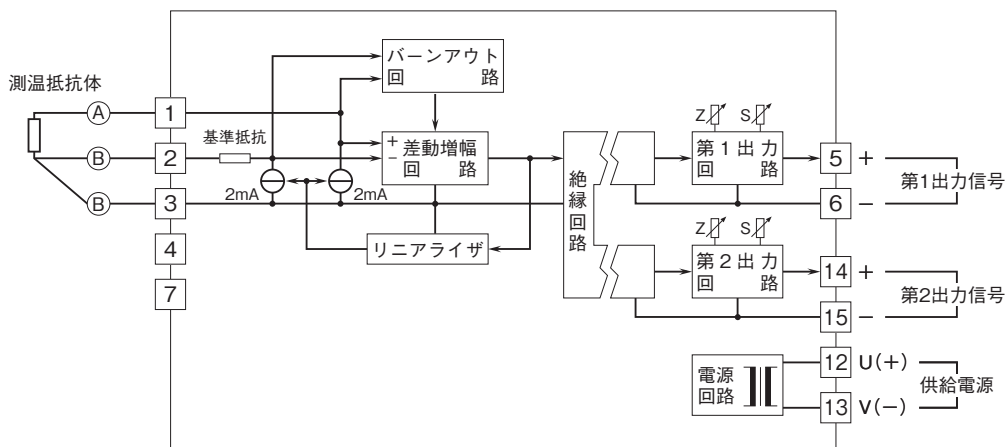 測温抵抗体
A
B
B
1
2
3
4
7
基準抵抗
2mA
2mA
バーンアウト
回 路
+
−
差動増幅
回 路
リニアライザ
絶縁回路
Z
S
第1出力
回 路
Z
S
第2出力
回 路
電源
回路
5
+
6
−
第1出力信号
14
+
15
−
第2出力信号
12
U(+)
13
V(−)
供給電源